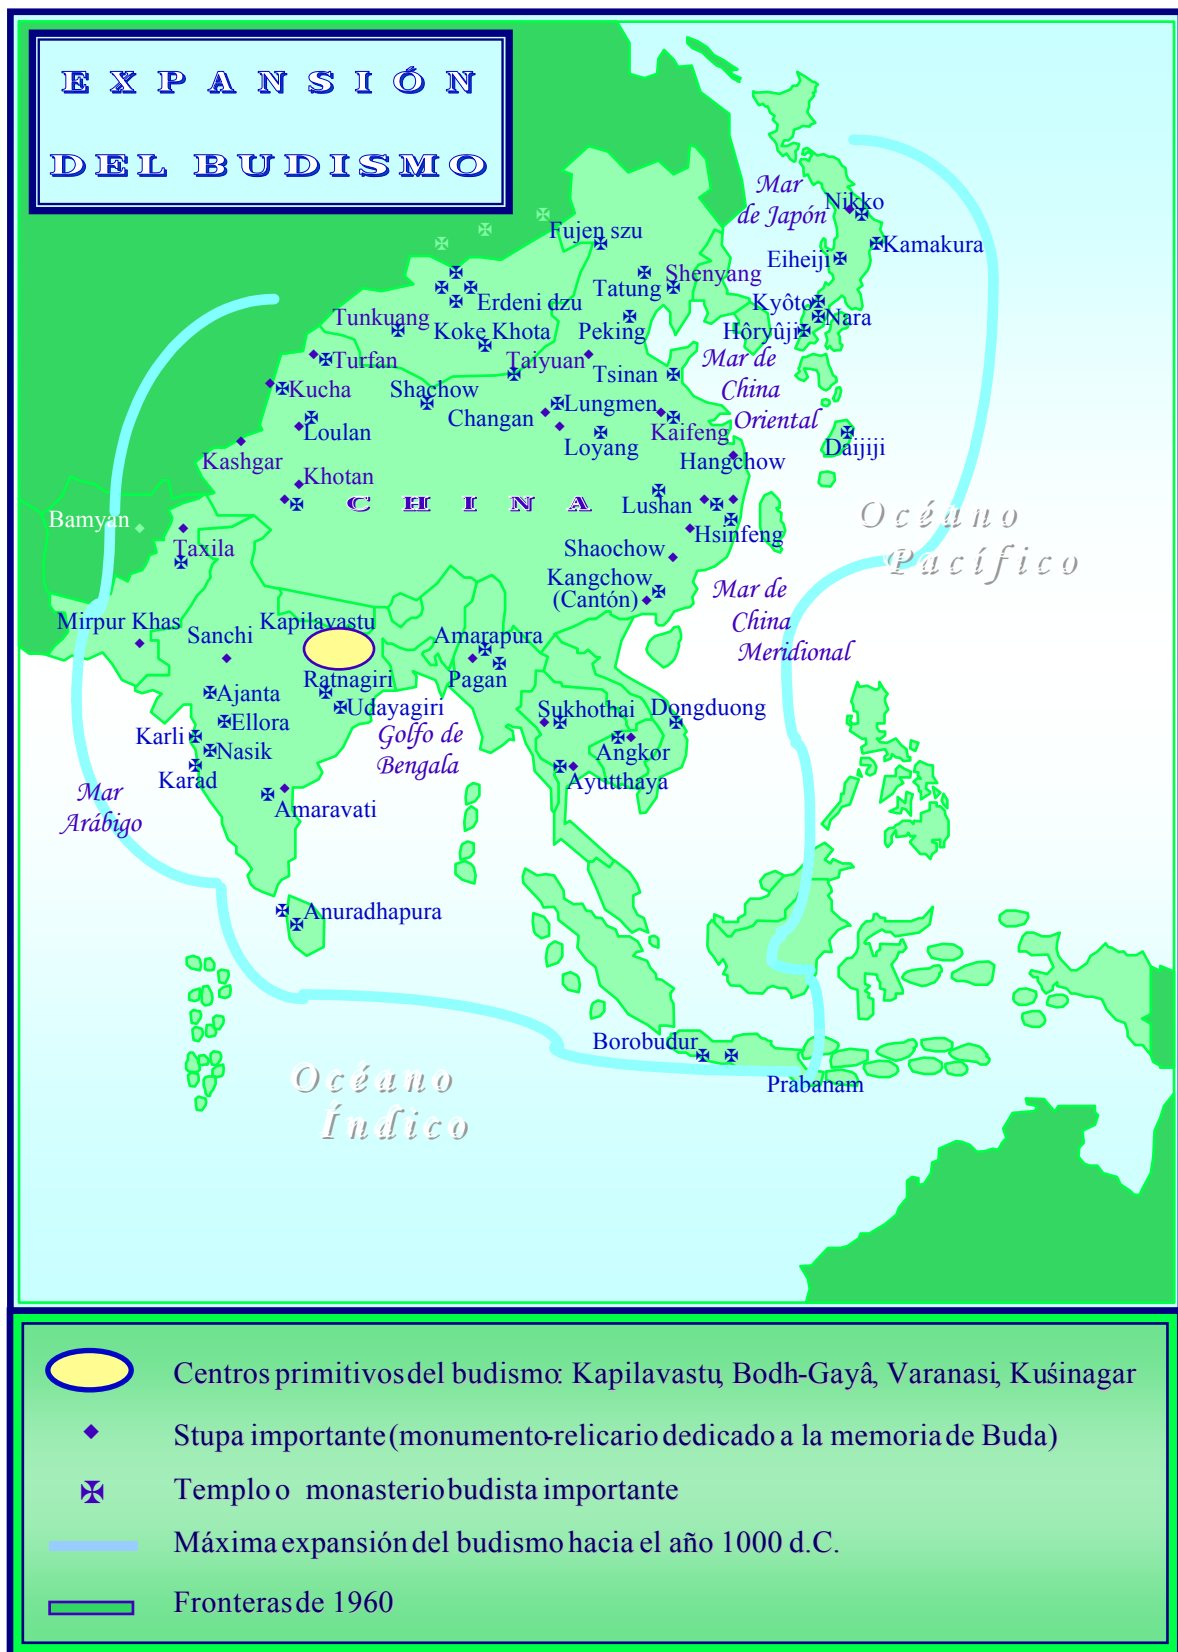 EXPANSIÓN
DEL BUDISMO
Mar
de Japón
Nikko
Kamakura
Eiheiji
Fujen szu
Shenyang
Tatung
Kyôto
Nara
Hôryûji
Erdeni dzu
Tunkuang
Koke Khota
Peking
Turfan
Taiyuan
Mar de
China
Oriental
Tsinan
Kucha
Shachow
Lungmen
Changan
Kaifeng
Loulan
Loyang
Daijiji
Kashgar
Hangchow
Khotan
CHINA
Lushan
Bamyan
Océano
Pacífico
Hsinfeng
Taxila
Shaochow
Kangchow
(Cantón)
Mar de
China
Meridional
Mirpur Khas
Sanchi
Kapilavastu
Amarapura
Ratnagiri
Pagan
Ajanta
Udayagiri
Sukhothai
Dongduong
Ellora
Karli
Golfo de
Bengala
Nasik
Angkor
Karad
Ayutthaya
Mar
Arábigo
Amaravati
Anuradhapura
Borobudur
Océano
Índico
Prabanam
Centros primitivos del budismo: Kapilavastu, Bodh-Gayâ, Varanasi, Kuśinagar
Stupa importante (monumento-relicario dedicado a la memoria de Buda)
Templo o monasterio budista importante
Máxima expansión del budismo hacia el año 1000 d.C.
Fronteras de 1960